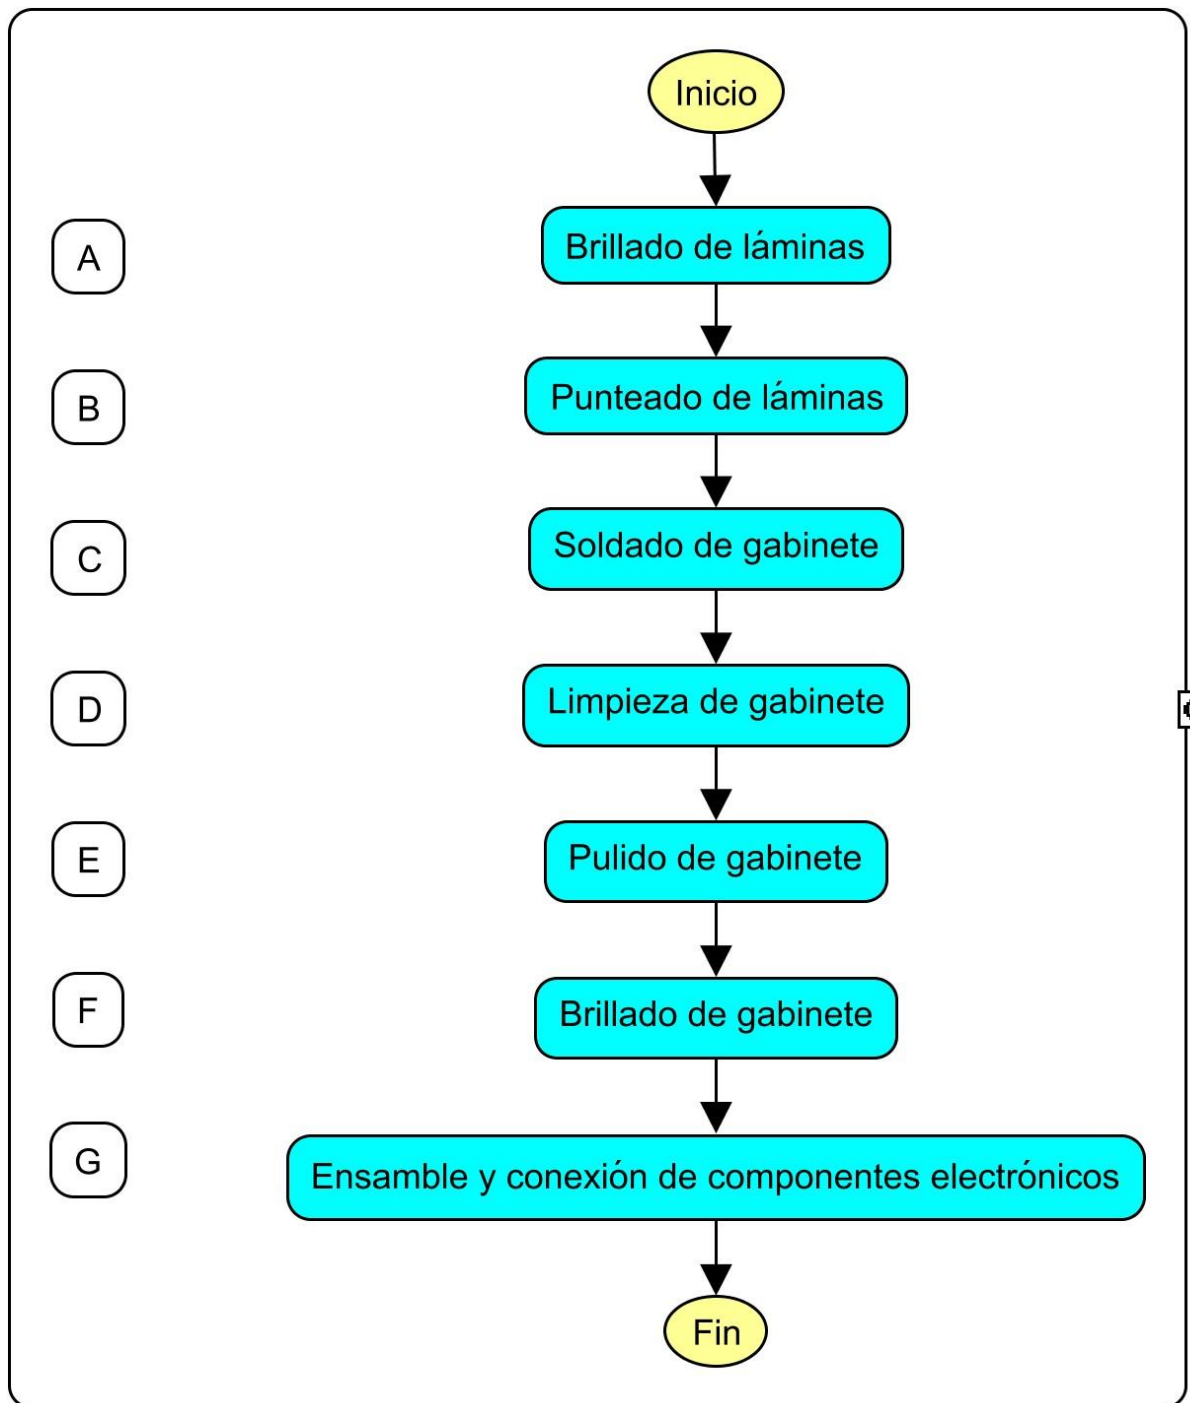 Inicio
A
Brillado de láminas
B
Punteado de láminas
C
Soldado de gabinete
D
Limpieza de gabinete
E
Pulido de gabinete
F
Brillado de gabinete
G
Ensamble y conexión de componentes electrónicos
Fin